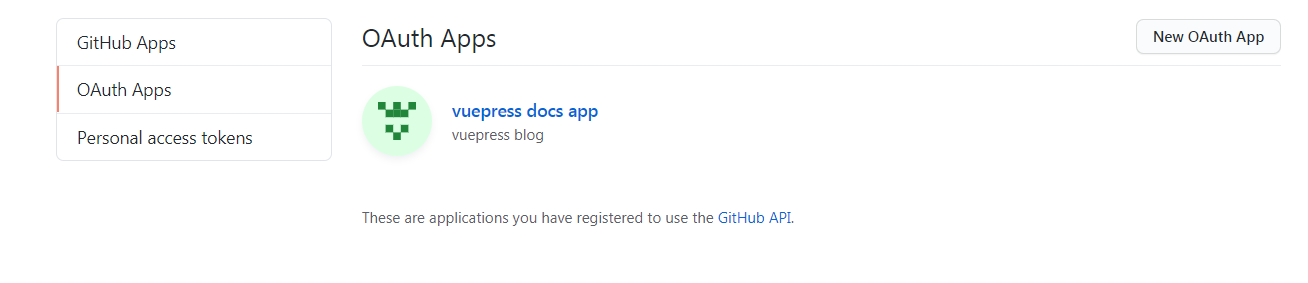 GitHub Apps
OAuth Apps
Personal access tokens
OAuth Apps
New OAuth App
vuepress docs app
vuepress blog
These are applications you have registered to use the GitHub API.